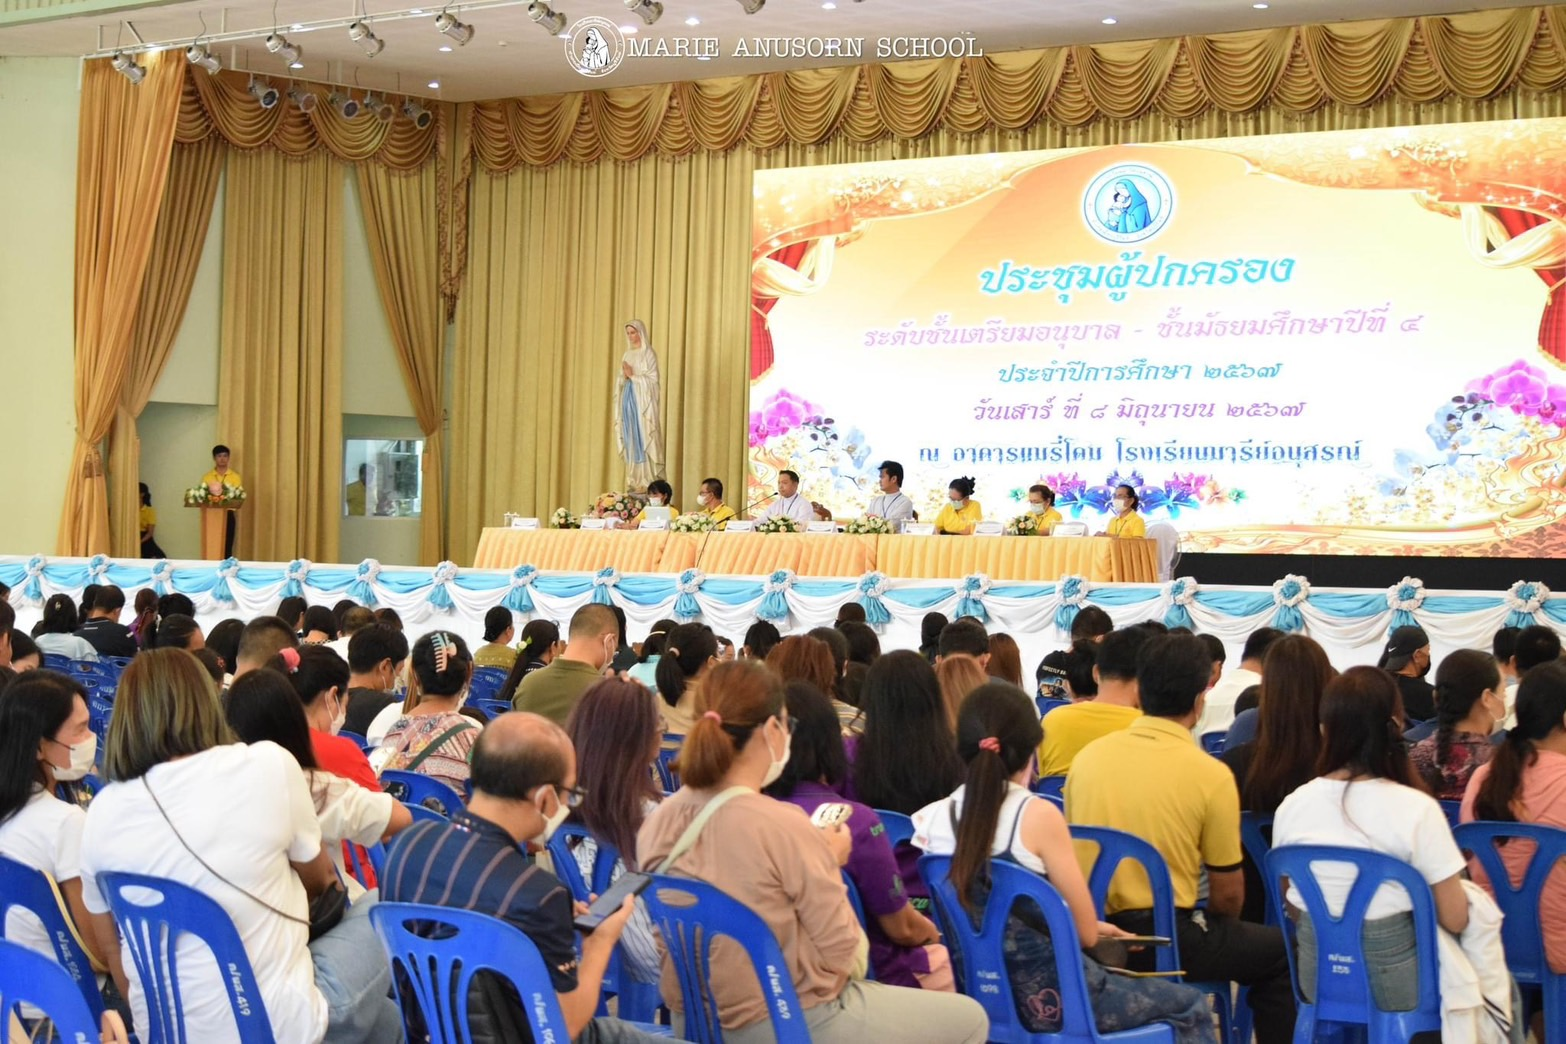 MARIE ANUSORN SCHOOL
ประชุมผู้ปกครอง
ระดับชั้นเตรียมอนุบาล - ชั้นมัธยมศึกษาปีที่ ๔
ประจำปีการศึกษา ๒๕๖๗
วันเสาร์ ที่ ๘ มิถุนายน ๒๕๖๗
ณ อาคารแมรี่โดม โรงเรียนมารีย์อนุสรณ์